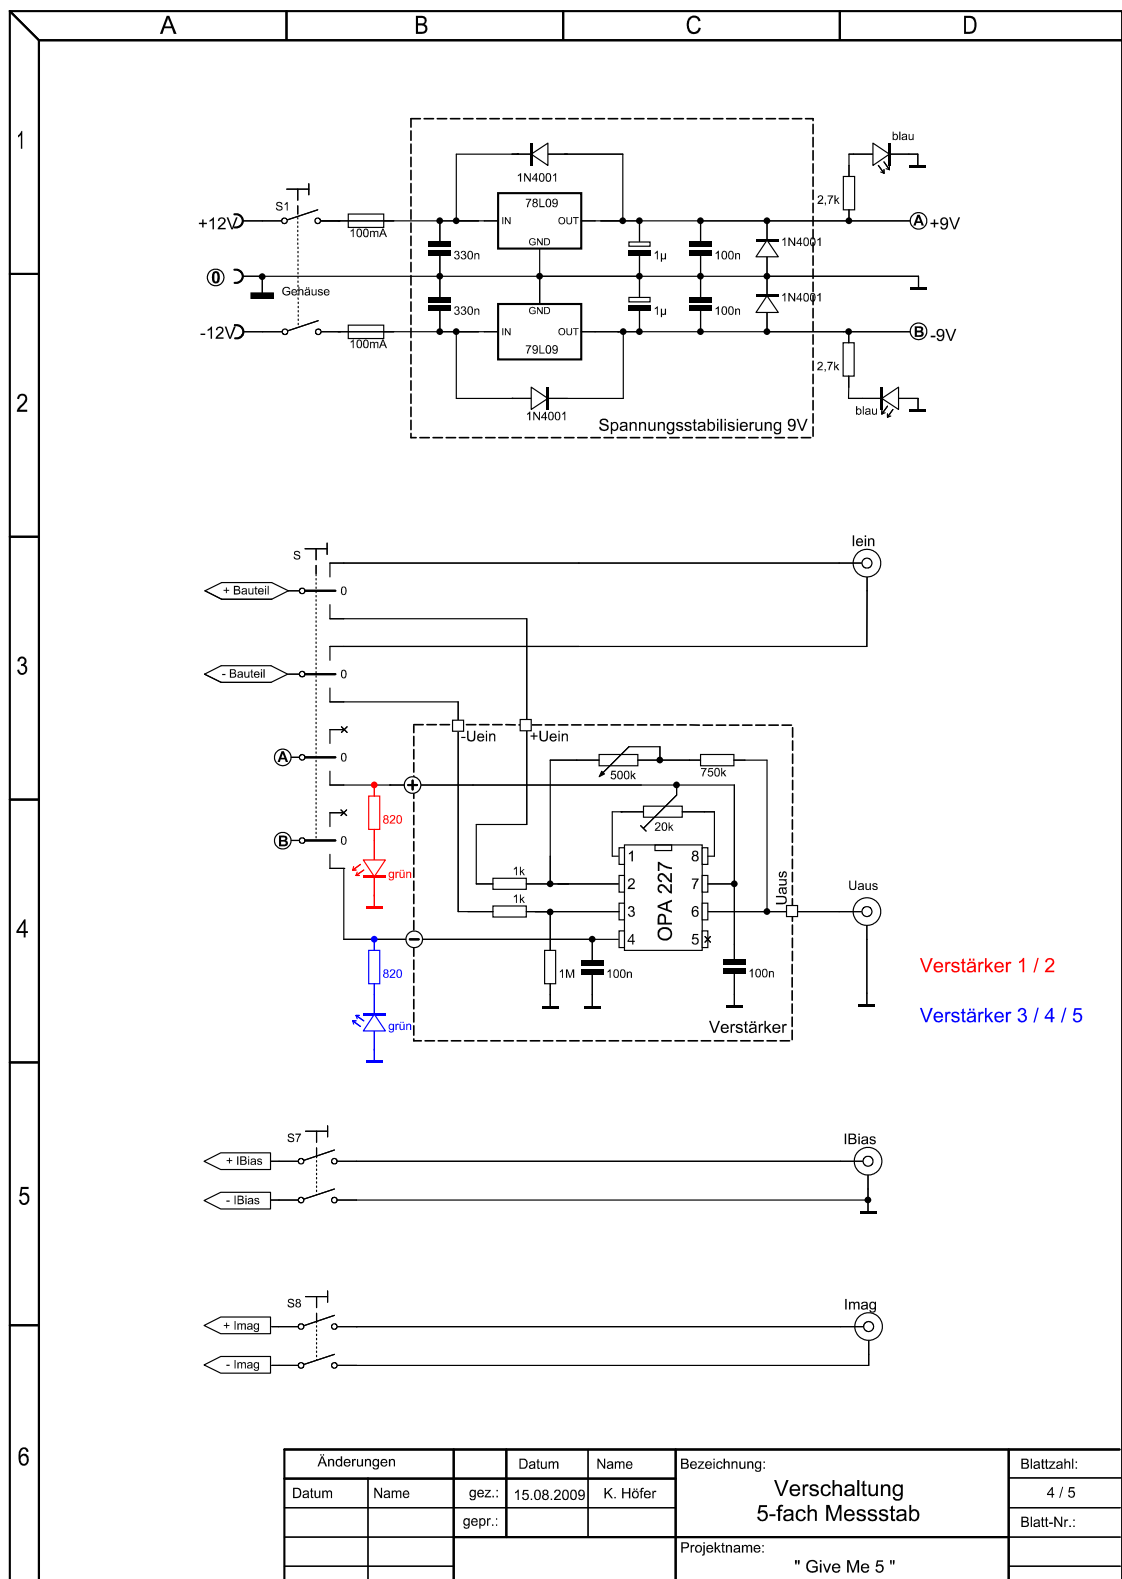 A B C D
1
blau
1N4001
2,7k
S1
78L09
+12V
IN OUT
A +9V
100mA
GND
330n
1µ
100n
1N4001
0
Gehäuse
330n
GND
1µ
100n
1N4001
-12V
IN OUT
B -9V
100mA
79L09
2,7k
2
1N4001
blau
Spannungsstabilisierung 9V
Iein
S
+ Bauteil 0
3
- Bauteil 0
-Uein
+Uein
A 0
500k
750k
+
820
20k
B 0
1 8
1k
grün
2 7
OPA 227
Uaus
Uaus
1k
3 6
4
−
4 5
820
1M
100n
100n
Verstärker 1 / 2
grün
Verstärker
Verstärker 3 / 4 / 5
S7
IBias
+ IBias
5
- IBias
S8
Imag
+ Imag
- Imag
6
Änderungen
Datum Name
Bezeichnung:
Blattzahl:
Datum Name
gez.: 15.08.2009 K. Höfer
Verschaltung
4 / 5
gepr.:
5-fach Messstab
Blatt-Nr.:
Projektname:
" Give Me 5 "